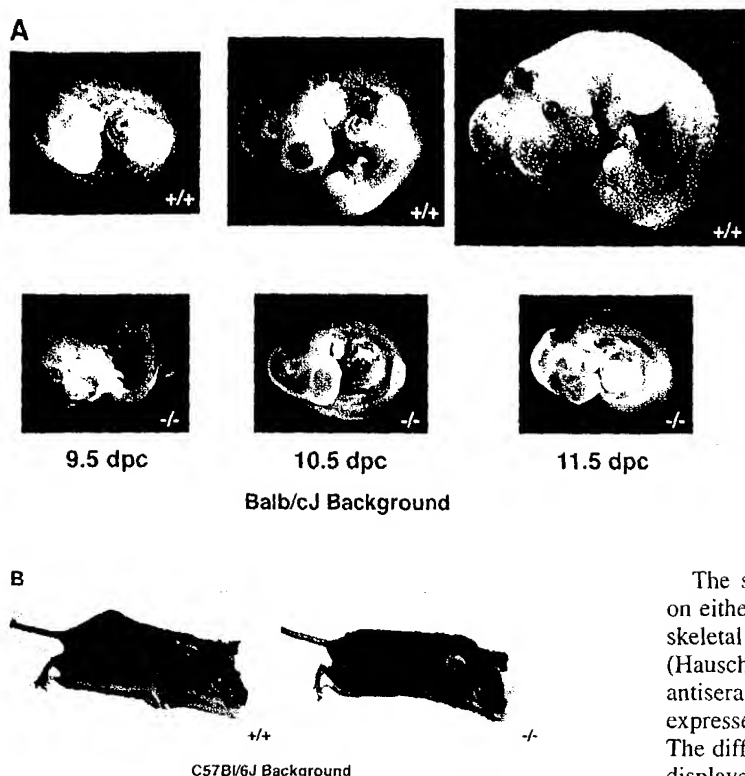 A
+/+
+/+
+/+
-/-
-/-
-/-
9.5 dpc
10.5 dpc
11.5 dpc
Balb/cJ Background
B
+/+
-/-
C57Bl/6J Background
The s
on eithe
skeletal
(Hausch
antisera
expresse
The diff
displaye